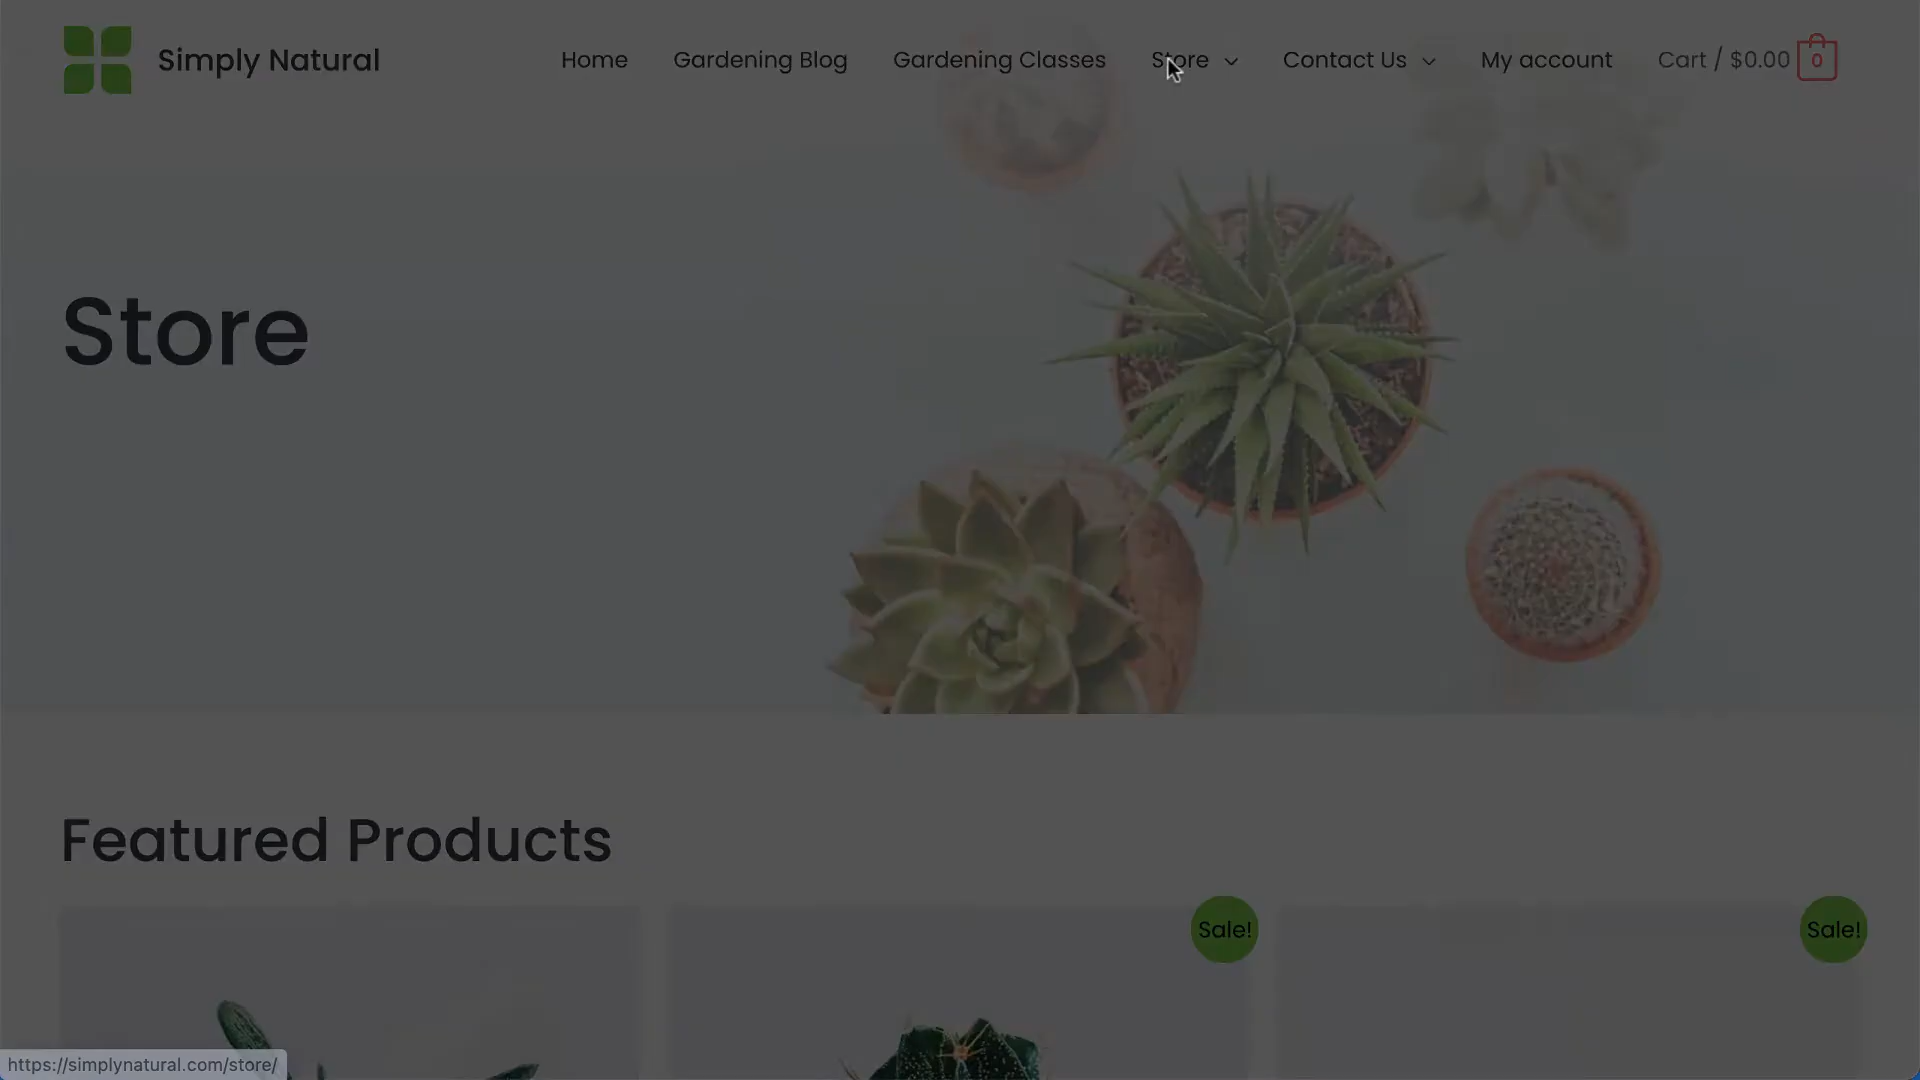 Simply Natural
Home
Gardening Blog
Gardening Classes
Store
Contact Us
My account
Cart / $0.00
0
Store
Featured Products
Sale!
Sale!
https://simplynatural.com/store/